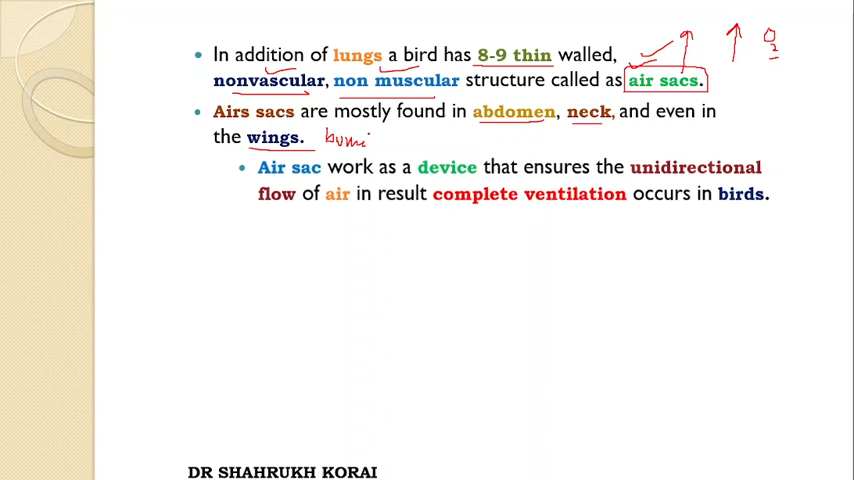 In addition of lungs a bird has 8-9 thin walled,
nonvascular, non muscular structure called as air sacs.
Airs sacs are mostly found in abdomen, neck, and even in
the wings.
Air sac work as a device that ensures the unidirectional
flow of air in result complete ventilation occurs in birds.
O2
DR SHAHRUKH KORAI